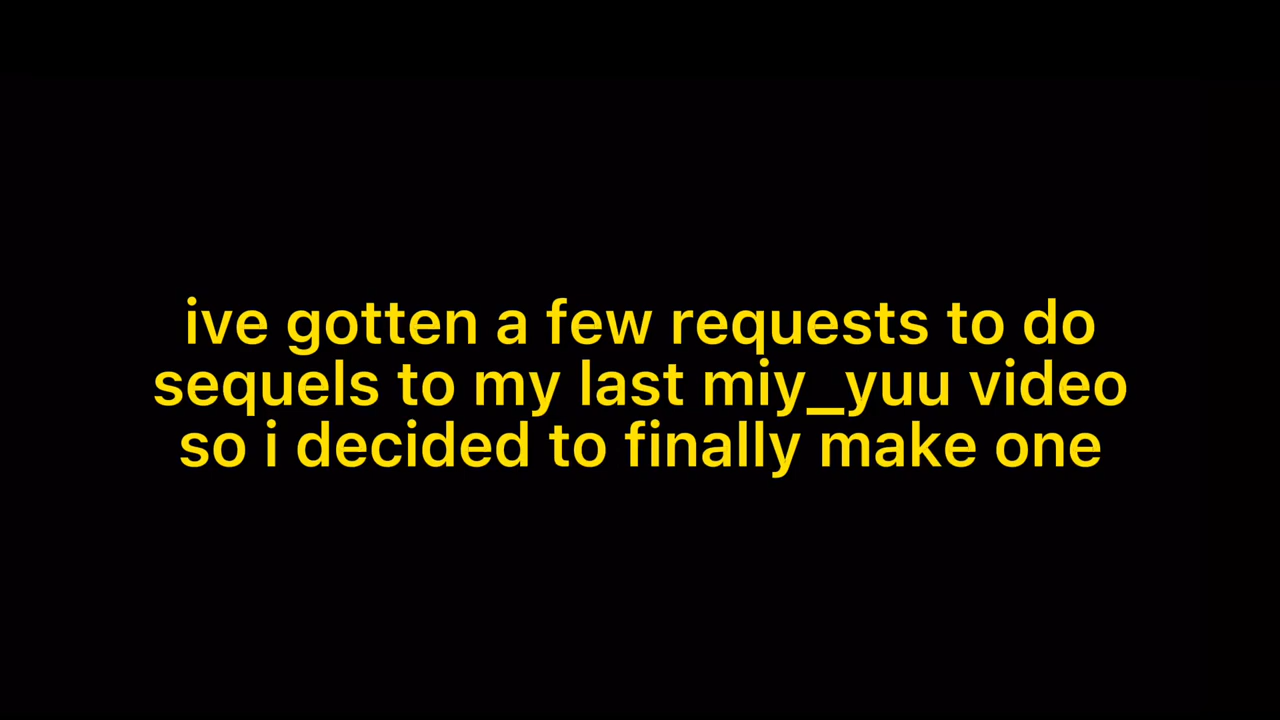 ive gotten a few requests to do
sequels to my last miy_yuu video
so i decided to finally make one